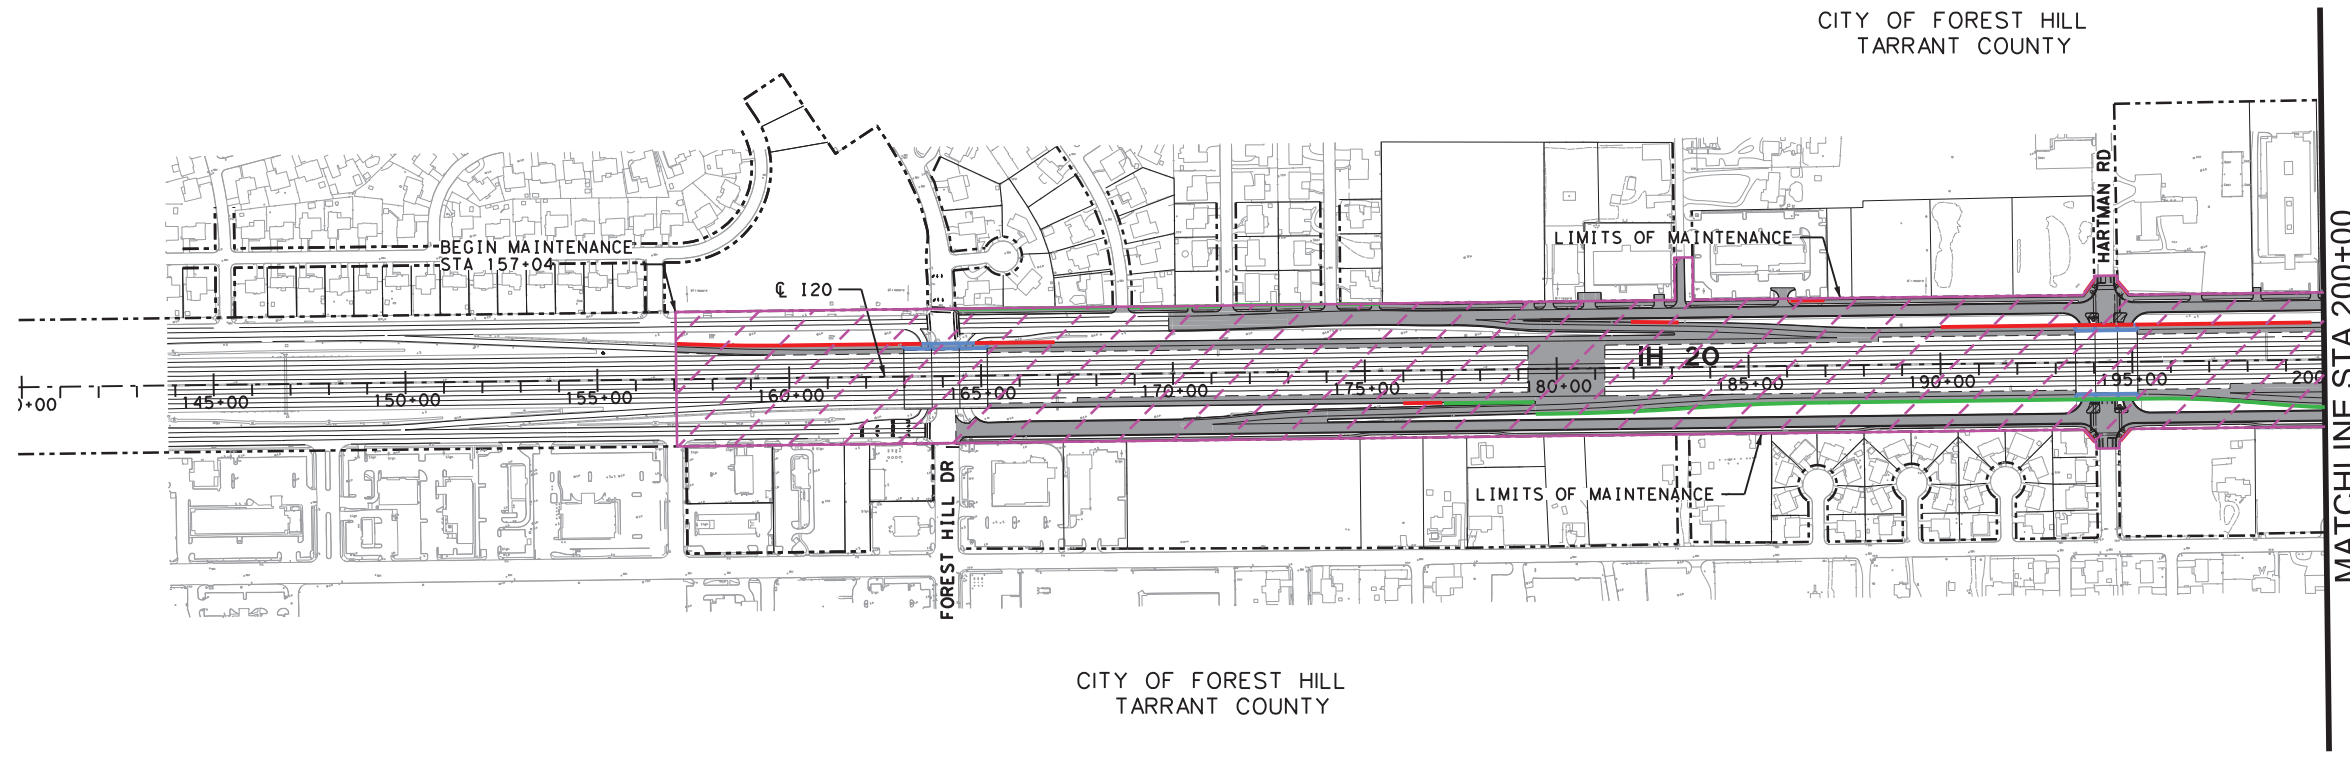 CITY OF FOREST HILL
TARRANT COUNTY
HARTMAN RD
BEGIN MAINTENANCE
STA 157+04
LIMITS OF MAINTENANCE
℄ I20
IH 20
MATCHLINE STA 200+00
)+00
145+00
150+00
155+00
160+00
165+00
170+00
175+00
180+00
185+00
190+00
195+00
200
LIMITS OF MAINTENANCE
FOREST HILL DR
CITY OF FOREST HILL
TARRANT COUNTY